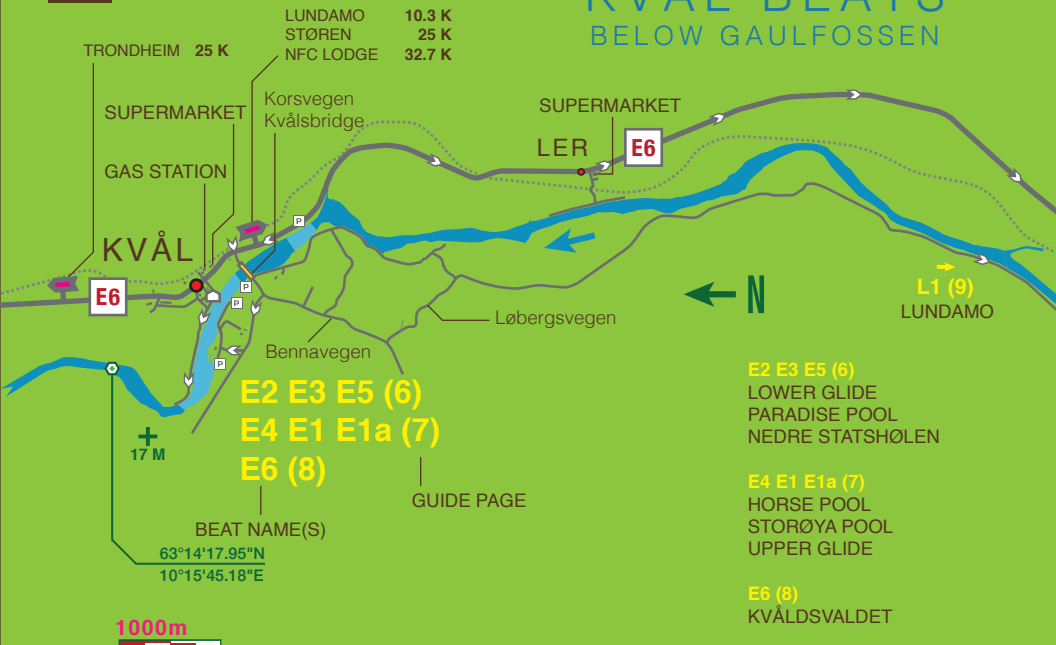 KVÅL BEATS
BELOW GAULFOSSEN
LUNDAMO 10.3 K
STØREN 25 K
NFC LODGE 32.7 K
TRONDHEIM 25 K
SUPERMARKET
Korsvegen
Kvålsbridge
GAS STATION
SUPERMARKET
LER
E6
P
KVÅL
E6
P
P
P
N
L1 (9)
LUNDAMO
Løbergsvegen
Bennavegen
E2 E3 E5 (6)
E4 E1 E1a (7)
E6 (8)
GUIDE PAGE
BEAT NAME(S)
17 M
63°14'17.95"N
10°15'45.18"E
1000m
E2 E3 E5 (6)
LOWER GLIDE
PARADISE POOL
NEDRE STATSHØLEN
E4 E1 E1a (7)
HORSE POOL
STORØYA POOL
UPPER GLIDE
E6 (8)
KVÅLDSVALDET